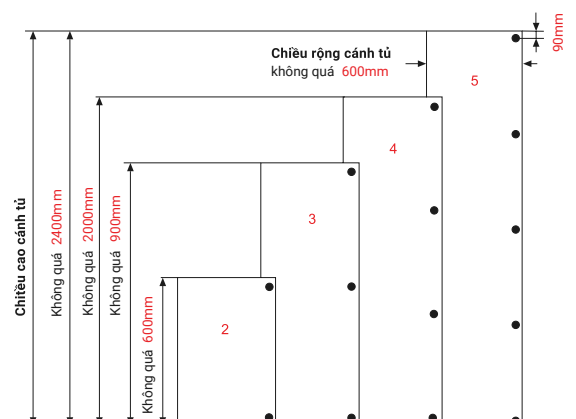 90mm
Chiều rộng cánh tủ
không quá 600mm
5
4
3
2
Chiều cao cánh tủ
Không quá 2400mm
Không quá 2000mm
Không quá 900mm
Không quá 600mm